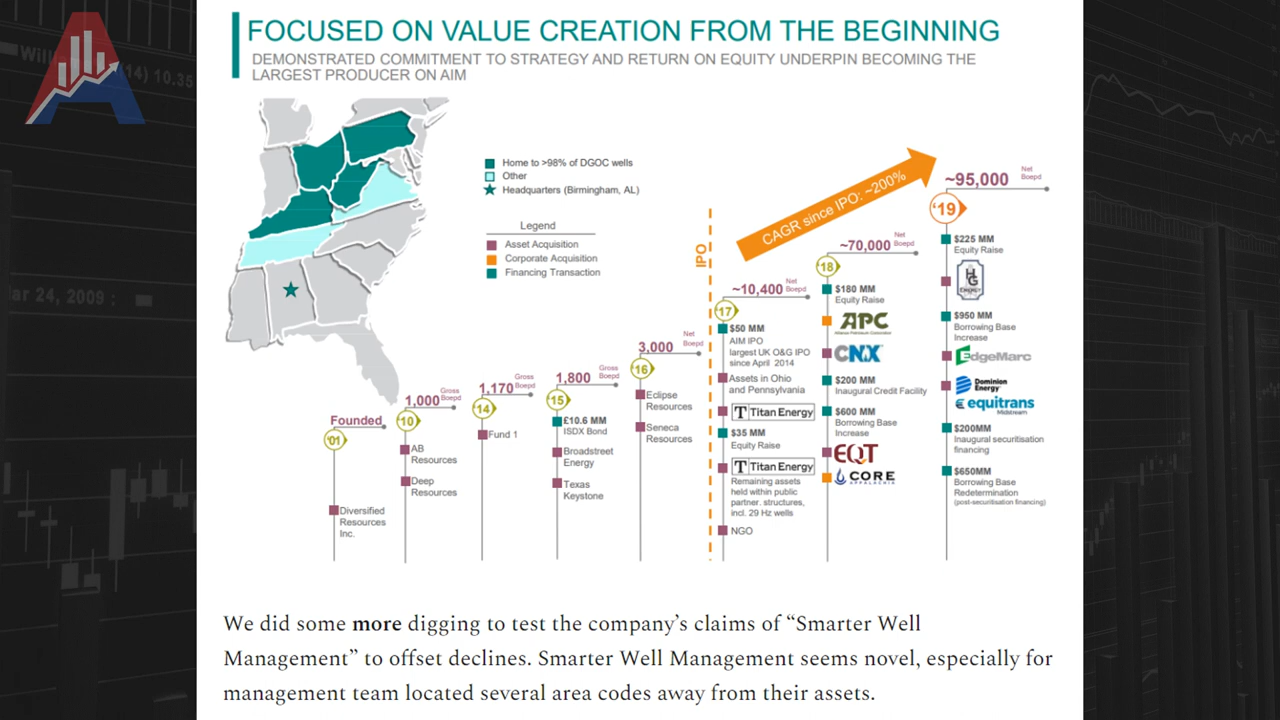 FOCUSED ON VALUE CREATION FROM THE BEGINNING
DEMONSTRATED COMMITMENT TO STRATEGY AND RETURN ON EQUITY UNDERPIN BECOMING THE
LARGEST PRODUCER ON AIM
14) 10.35
ar 24, 2009 :
Home to >98% of DGOC wells
Other
Headquarters (Birmingham, AL)
Legend
Asset Acquisition
Corporate Acquisition
Financing Transaction
Founded
'01
Diversified
Resources
Inc.
1,000 Gross
Boepd
'10
AB
Resources
Deep
Resources
1,170 Gross
Boepd
'14
Fund 1
1,800 Gross
Boepd
'15
£10.6 MM
ISDX Bond
Broadstreet
Energy
Texas
Keystone
3,000 Net
Boepd
'16
Eclipse
Resources
Seneca
Resources
IPO
CAGR since IPO: ~200%
~10,400 Net
Boepd
'17
$50 MM
AIM IPO
largest UK O&G IPO
since April 2014
Assets in Ohio
and Pennsylvania
T Titan Energy
$35 MM
Equity Raise
T Titan Energy
Remaining assets
held within public
partner. structures,
incl. 29 Hz wells
NGO
~70,000 Net
Boepd
'18
$180 MM
Equity Raise
APC
Alliance Petroleum Corporation
CNX
$200 MM
Inaugural Credit Facility
$600 MM
Borrowing Base
Increase
EQT
CORE
APPALACHIA
~95,000 Net
Boepd
'19
$225 MM
Equity Raise
HG
ENERGY
$950 MM
Borrowing Base
Increase
EdgeMarc
Dominion
Energy
equitrans
Midstream
$200MM
Inaugural securitisation
financing
$650MM
Borrowing Base
Redetermination
(post-securitisation financing)
We did some more digging to test the company's claims of “Smarter Well
Management” to offset declines. Smarter Well Management seems novel, especially for
management team located several area codes away from their assets.